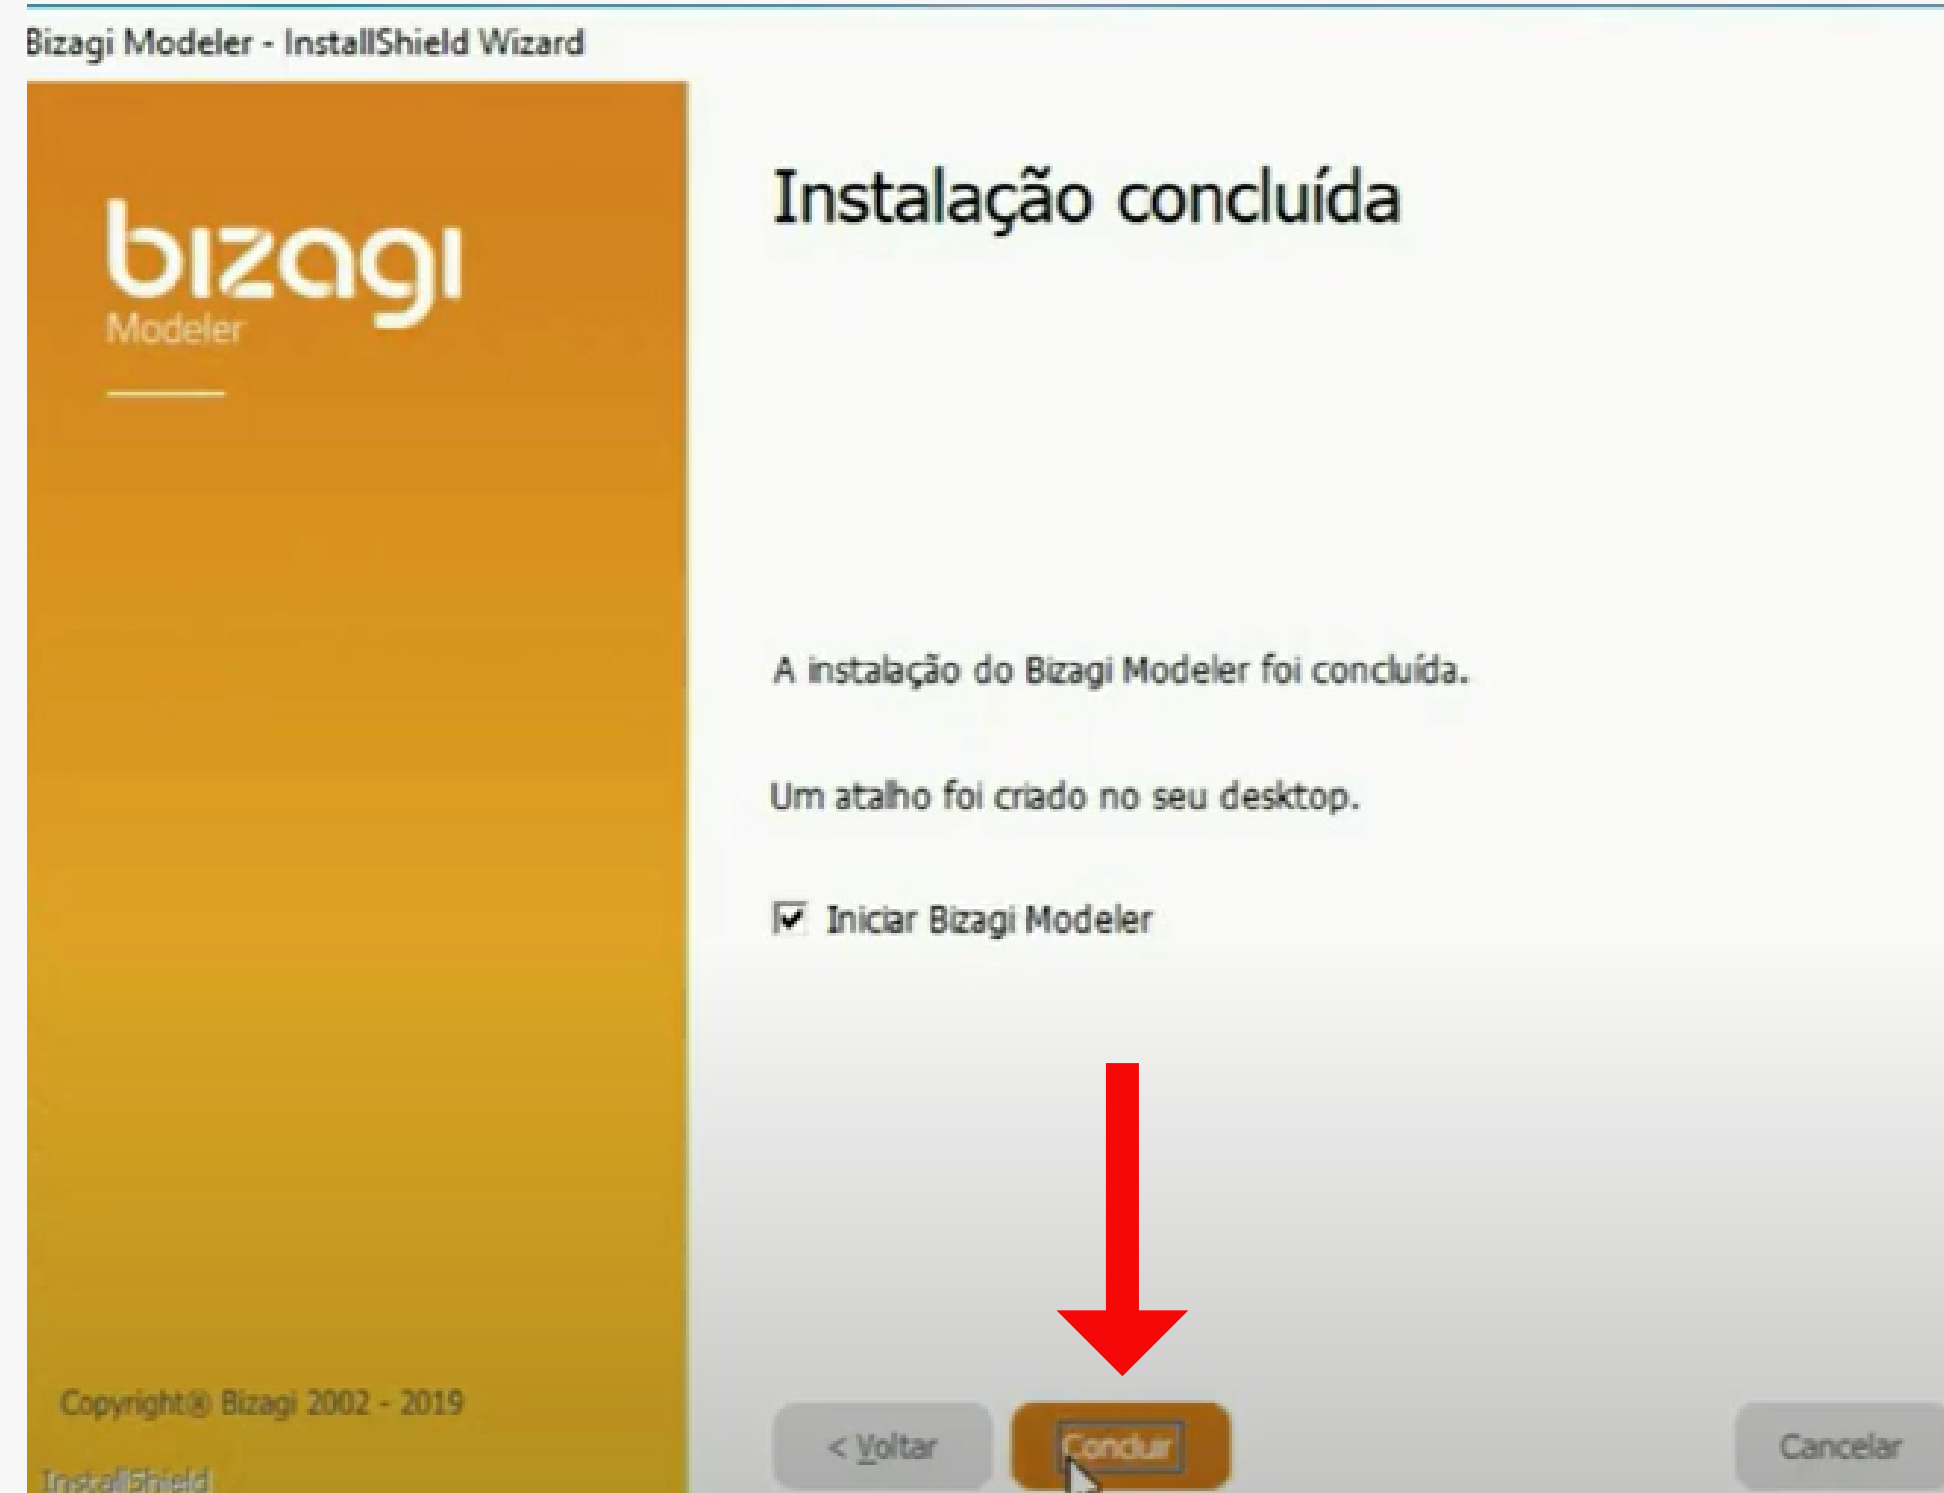 Bizagi Modeler - InstallShield Wizard
bizagi
Modeler
Instalação concluída
A instalação do Bizagi Modeler foi concluída.
Um atalho foi criado no seu desktop.
Iniciar Bizagi Modeler
Copyright® Bizagi 2002 - 2019
InstallShield
< Voltar
Concluir
Cancelar